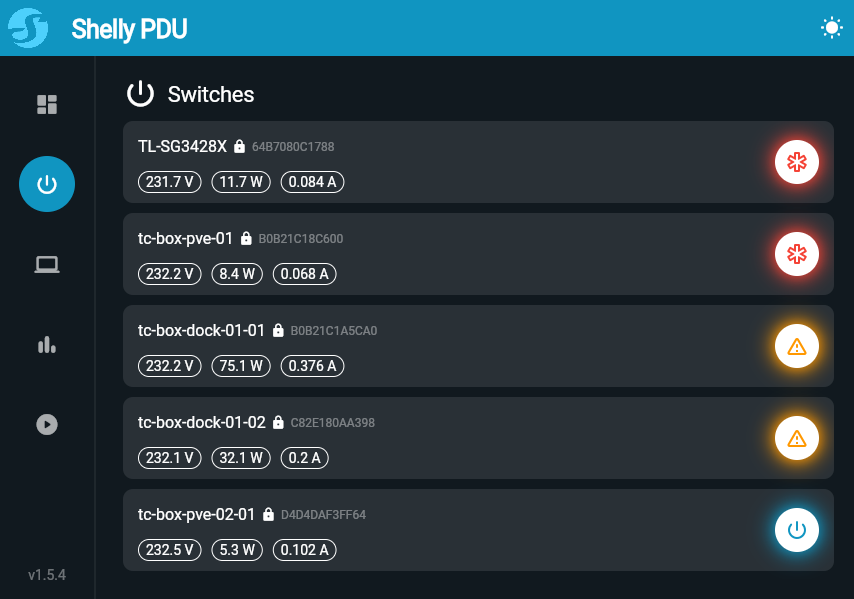 Shelly PDU
Switches
TL-SG3428X 64B7080C1788
231.7 V 11.7 W 0.084 A
tc-box-pve-01 B0B21C18C600
232.2 V 8.4 W 0.068 A
tc-box-dock-01-01 B0B21C1A5CA0
232.2 V 75.1 W 0.376 A
tc-box-dock-01-02 C82E180AA398
232.1 V 32.1 W 0.2 A
tc-box-pve-02-01 D4D4DAF3FF64
232.5 V 5.3 W 0.102 A
v1.5.4